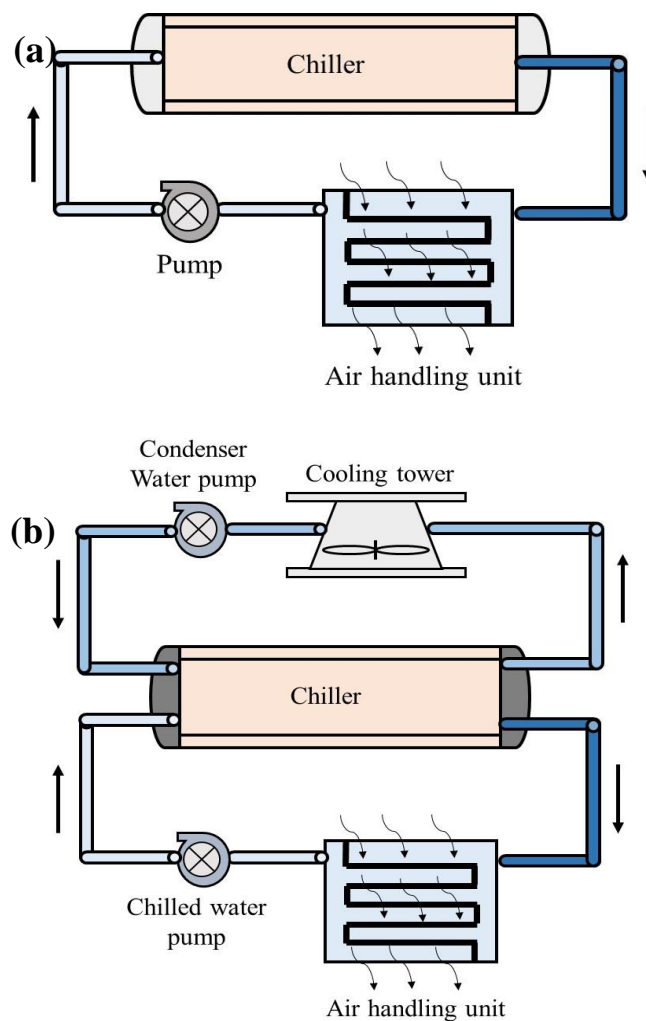 (a)
Chiller
Pump
Air handling unit
Condenser
Water pump
Cooling tower
(b)
Chiller
Chilled water
pump
Air handling unit